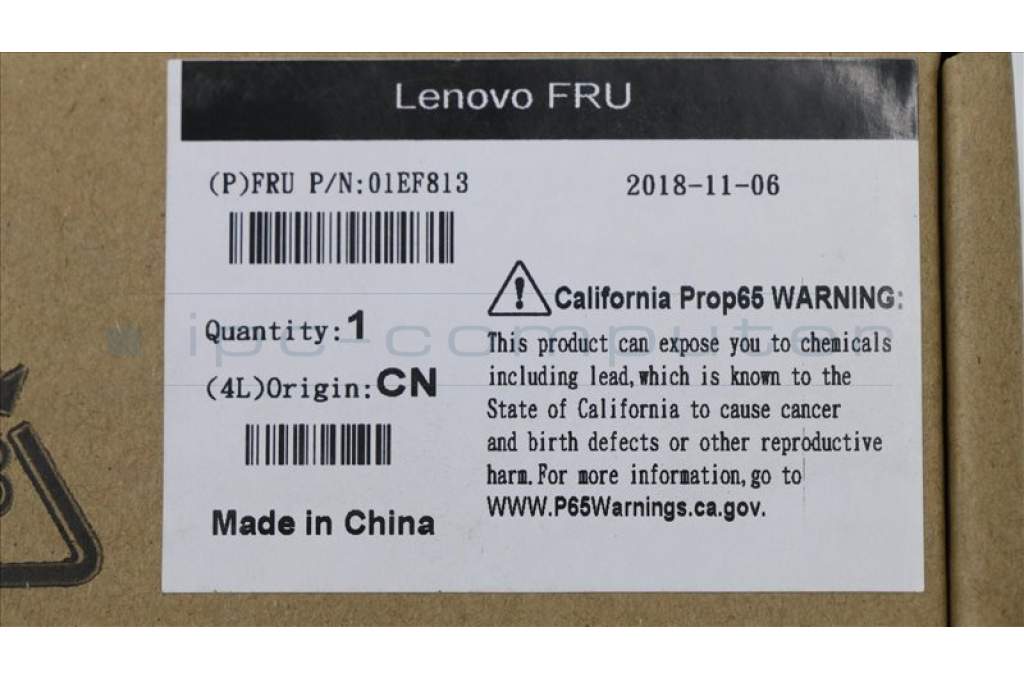 Lenovo FRU
(P)FRU P/N:01EF813
2018-11-06
California Prop65 WARNING:
Quantity:1
This product can expose you to chemicals
including lead,which is known to the
(4L)Origin:CN
State of California to cause cancer
and birth defects or other reproductive
harm.For more information,go to
WWW.P65Warnings.ca.gov.
Made in China
ipc-computer